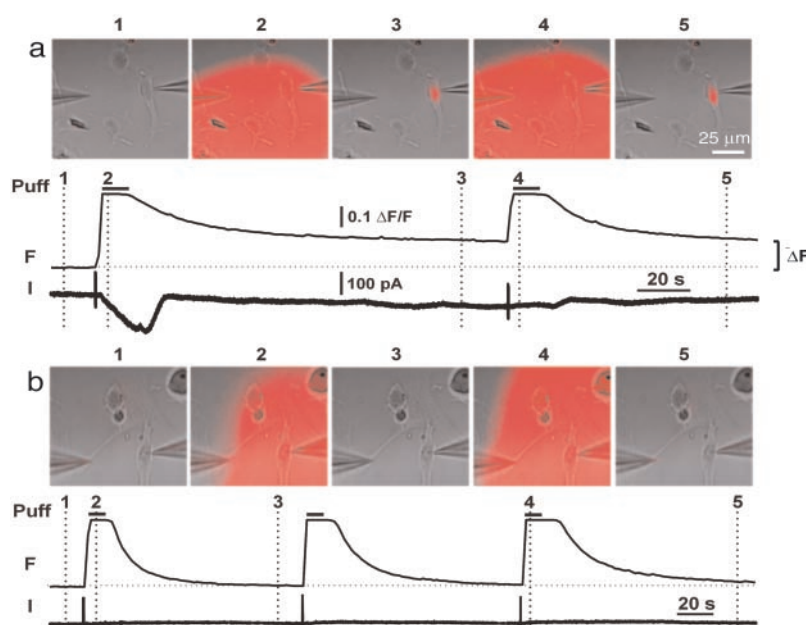 1 2 3 4 5
a
25 μm
Puff 1 2 3 4 5
0.1 ΔF/F
F ΔF
I 100 pA 20 s
1 2 3 4 5
b
Puff 1 2 3 4 5
F
I 20 s